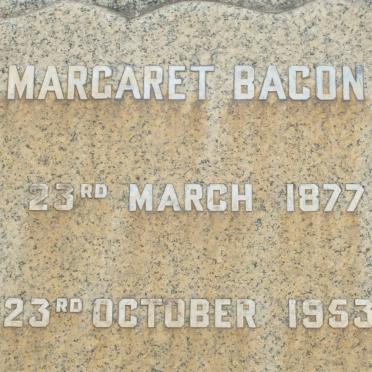 MARGARET BACON
23RD MARCH 1877
23RD OCTOBER 1953